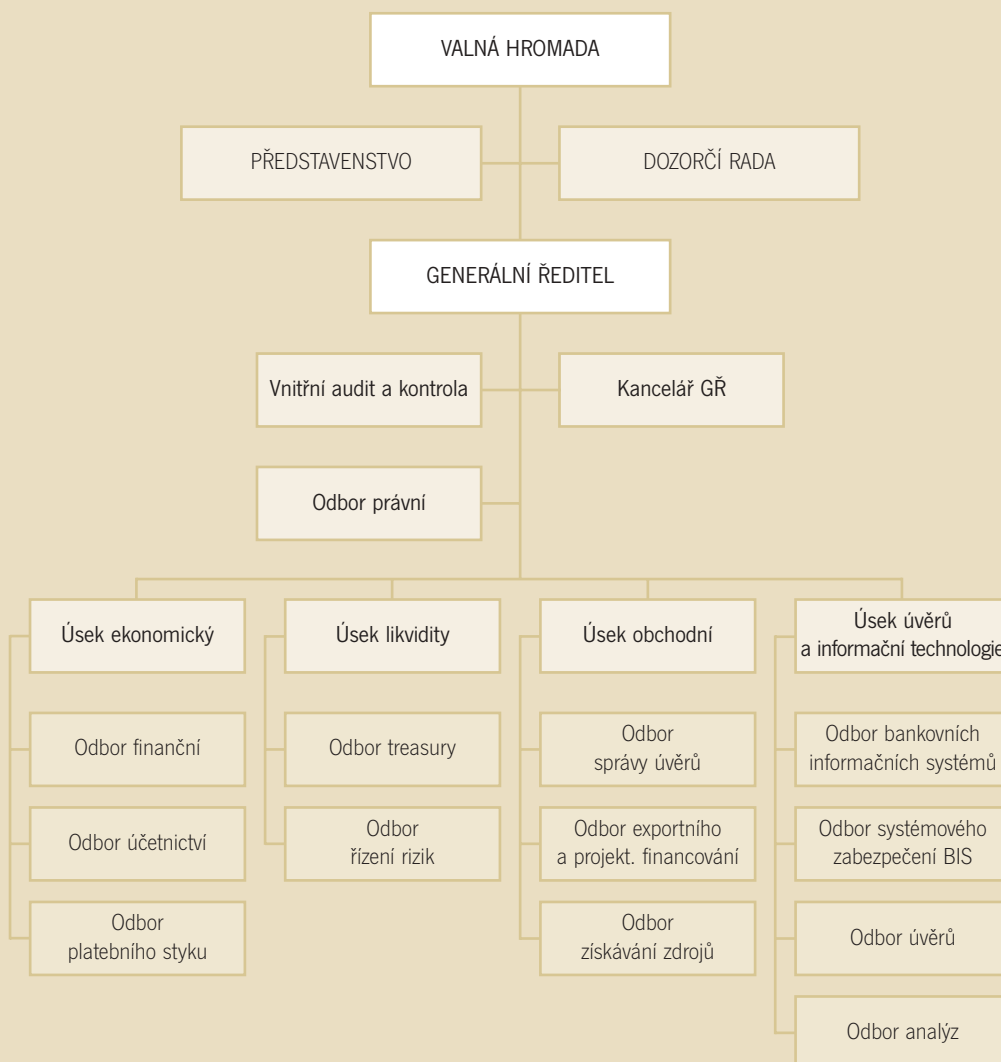 VALNÁ HROMADA
PŘEDSTAVENSTVO
DOZORČÍ RADA
GENERÁLNÍ ŘEDITEL
Vnitřní audit a kontrola
Kancelář GŘ
Odbor právní
Úsek ekonomický
Úsek likvidity
Úsek obchodní
Úsek úvěrů
a informační technologie
Odbor finanční
Odbor treasury
Odbor
správy úvěrů
Odbor bankovních
informačních systémů
Odbor účetnictví
Odbor
řízení rizik
Odbor exportního
a projekt. financování
Odbor systémového
zabezpečení BIS
Odbor
platebního styku
Odbor
získávání zdrojů
Odbor úvěrů
Odbor analýz